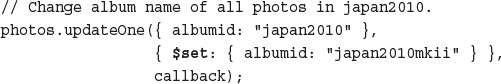 // Change album name of all photos in japan2010.
photos.updateOne({ albumid: "japan2010" },
                 { $set: { albumid: "japan2010mkii" } },
                 callback);